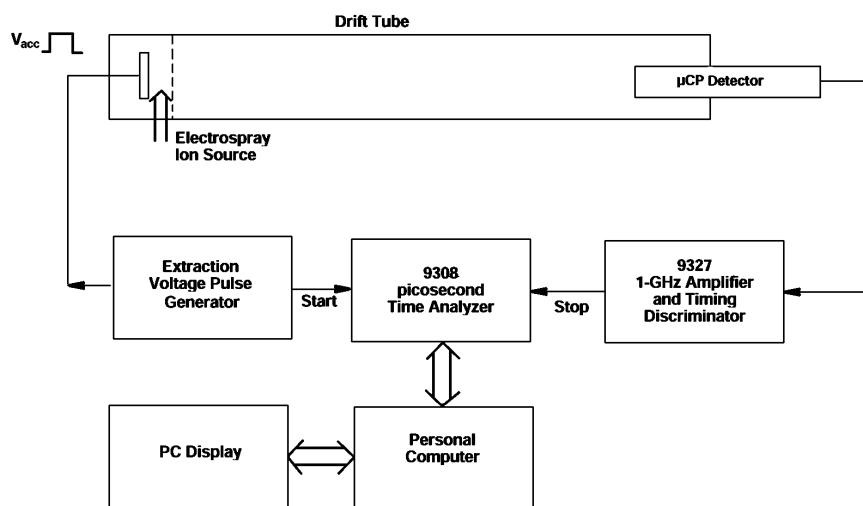 Drift Tube
Vacc
µCP Detector
Electrospray
Ion Source
Extraction
Voltage Pulse
Generator
Start
9308
picosecond
Time Analyzer
Stop
9327
1-GHz Amplifier
and Timing
Discriminator
PC Display
Personal
Computer